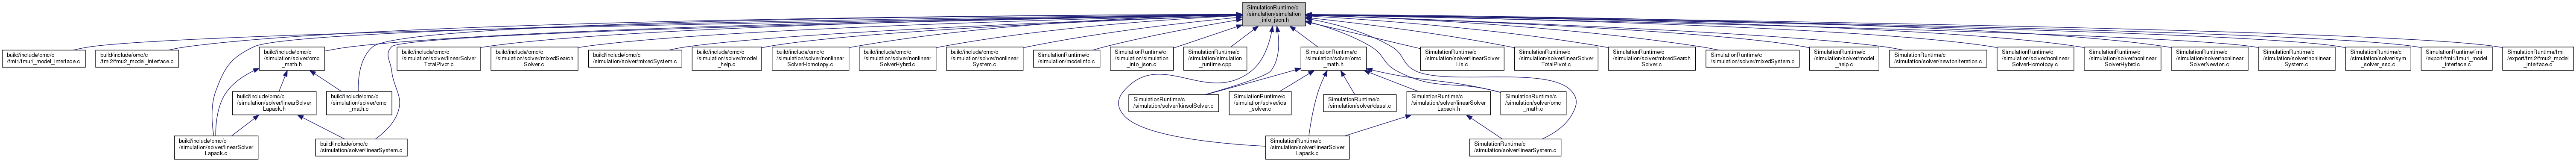 SimulationRuntime/c
/simulation/simulation
_info_json.h
build/include/omc/c
/fmi1/fmu1_model_interface.c
build/include/omc/c
/fmi2/fmu2_model_interface.c
build/include/omc/c
/simulation/solver/omc
_math.h
build/include/omc/c
/simulation/solver/linearSolver
TotalPivot.c
build/include/omc/c
/simulation/solver/mixedSearch
Solver.c
build/include/omc/c
/simulation/solver/mixedSystem.c
build/include/omc/c
/simulation/solver/model
_help.c
build/include/omc/c
/simulation/solver/nonlinear
SolverHomotopy.c
build/include/omc/c
/simulation/solver/nonlinear
SolverHybrd.c
build/include/omc/c
/simulation/solver/nonlinear
System.c
SimulationRuntime/c
/simulation/modelinfo.c
SimulationRuntime/c
/simulation/simulation
_info_json.c
SimulationRuntime/c
/simulation/simulation
_runtime.cpp
SimulationRuntime/c
/simulation/solver/omc
_math.h
SimulationRuntime/c
/simulation/solver/linearSolver
Lis.c
SimulationRuntime/c
/simulation/solver/linearSolver
TotalPivot.c
SimulationRuntime/c
/simulation/solver/mixedSearch
Solver.c
SimulationRuntime/c
/simulation/solver/mixedSystem.c
SimulationRuntime/c
/simulation/solver/model
_help.c
SimulationRuntime/c
/simulation/solver/newtonIteration.c
SimulationRuntime/c
/simulation/solver/nonlinear
SolverHomotopy.c
SimulationRuntime/c
/simulation/solver/nonlinear
SolverHybrd.c
SimulationRuntime/c
/simulation/solver/nonlinear
SolverNewton.c
SimulationRuntime/c
/simulation/solver/nonlinear
System.c
SimulationRuntime/c
/simulation/solver/sym
_solver_ssc.c
SimulationRuntime/fmi
/export/fmi1/fmu1_model
_interface.c
SimulationRuntime/fmi
/export/fmi2/fmu2_model
_interface.c
build/include/omc/c
/simulation/solver/linearSolver
Lapack.h
build/include/omc/c
/simulation/solver/omc
_math.c
SimulationRuntime/c
/simulation/solver/kinsolSolver.c
SimulationRuntime/c
/simulation/solver/ida
_solver.c
SimulationRuntime/c
/simulation/solver/dassl.c
SimulationRuntime/c
/simulation/solver/linearSolver
Lapack.h
SimulationRuntime/c
/simulation/solver/omc
_math.c
build/include/omc/c
/simulation/solver/linearSolver
Lapack.c
build/include/omc/c
/simulation/solver/linearSystem.c
SimulationRuntime/c
/simulation/solver/linearSolver
Lapack.c
SimulationRuntime/c
/simulation/solver/linearSystem.c